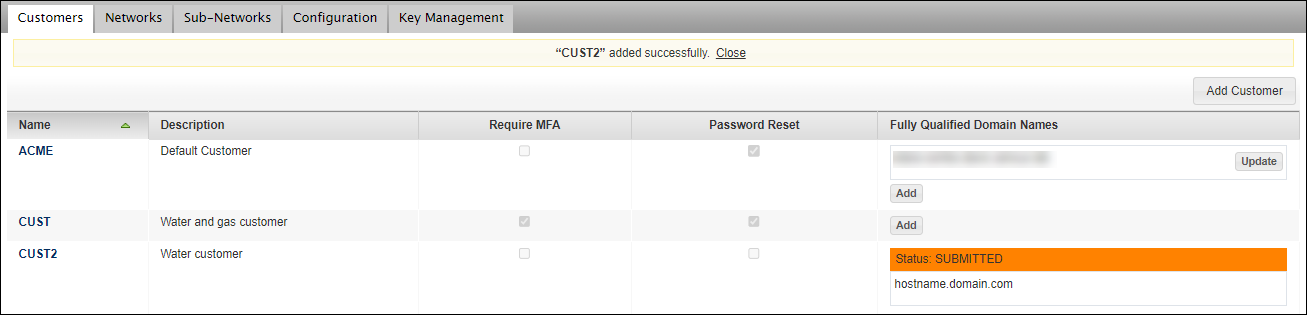 Customers Networks Sub-Networks Configuration Key Management
“CUST2” added successfully. Close
Add Customer
Name Description Require MFA Password Reset Fully Qualified Domain Names
ACME Default Customer
Update
Add
CUST Water and gas customer Add
CUST2 Water customer
Status: SUBMITTED
hostname.domain.com